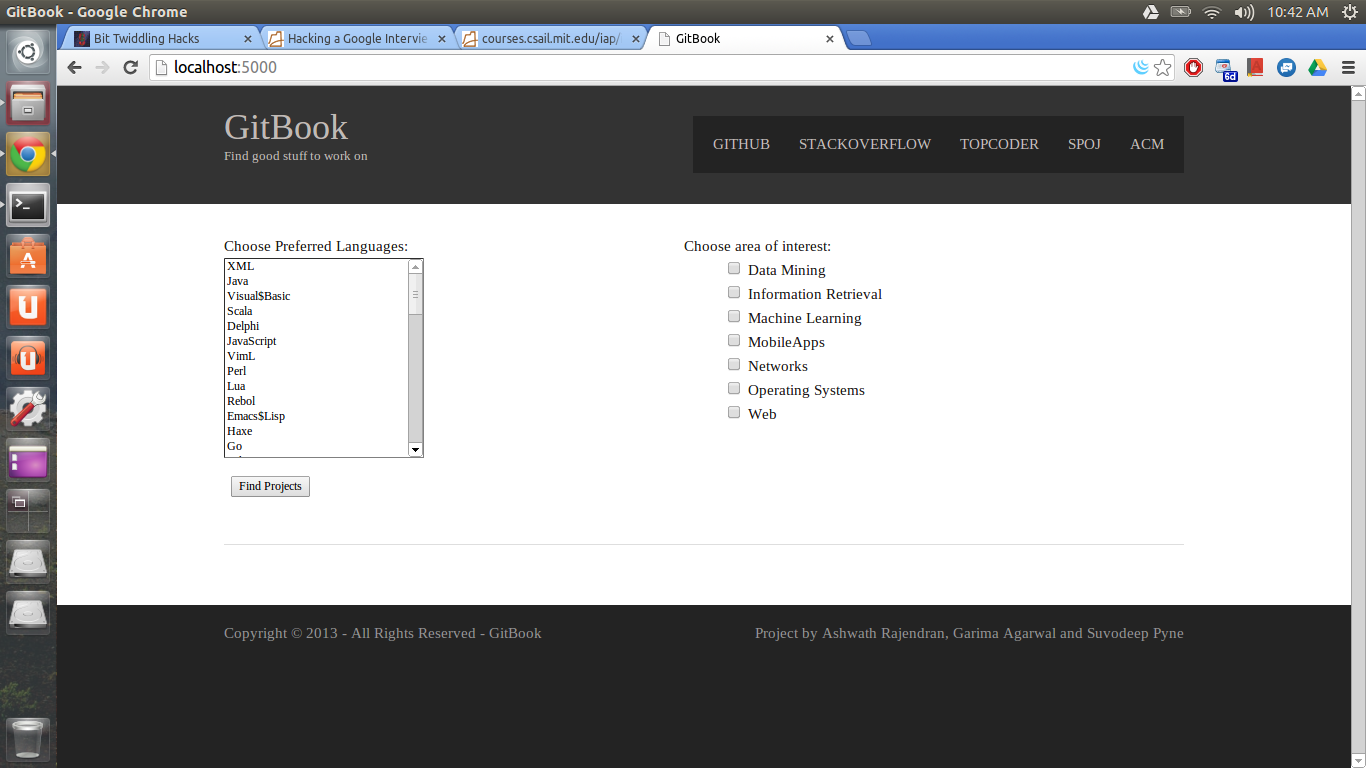 GitBook - Google Chrome
10:42 AM
Bit Twiddling Hacks
Hacking a Google Intervie
courses.csail.mit.edu/iap/
GitBook
localhost:5000
6d
GitBook
Find good stuff to work on
GITHUB STACKOVERFLOW TOPCODER SPOJ ACM
Choose Preferred Languages:
XML
Java
Visual$Basic
Scala
Delphi
JavaScript
VimL
Perl
Lua
Rebol
Emacs$Lisp
Haxe
Go
Find Projects
Choose area of interest:
Data Mining
Information Retrieval
Machine Learning
MobileApps
Networks
Operating Systems
Web
Copyright © 2013 - All Rights Reserved - GitBook
Project by Ashwath Rajendran, Garima Agarwal and Suvodeep Pyne